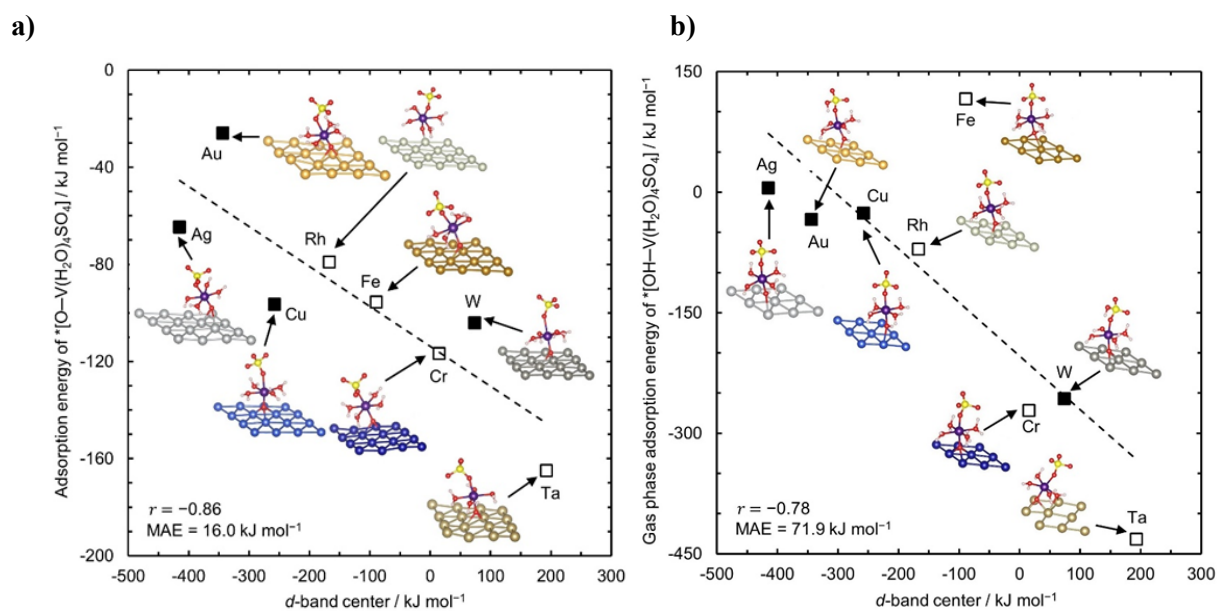 a)
Adsorption energy of *[O—V(H₂O)₄SO₄] / kJ mol⁻¹
0
-40
-80
-120
-160
-200
Au
Ag
Rh
Fe
Cu
W
Cr
Ta
r = −0.86
MAE = 16.0 kJ mol⁻¹
-500 -400 -300 -200 -100 0 100 200 300
d-band center / kJ mol⁻¹
b)
Gas phase adsorption energy of *[OH—V(H₂O)₄SO₄] / kJ mol⁻¹
150
0
-150
-300
-450
Fe
Ag
Cu
Au
Rh
W
Cr
Ta
r = −0.78
MAE = 71.9 kJ mol⁻¹
-500 -400 -300 -200 -100 0 100 200 300
d-band center / kJ mol⁻¹